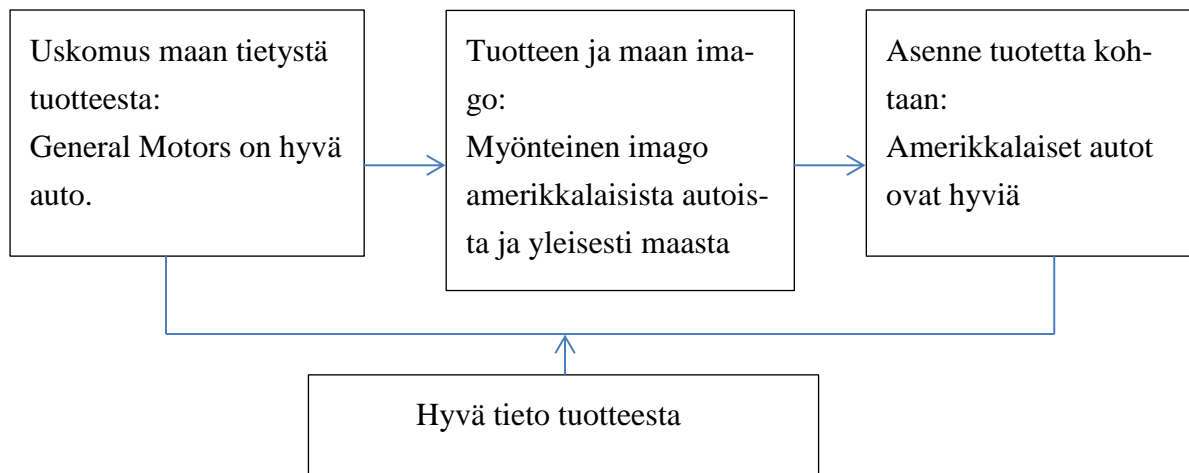 Uskomus maan tietystä
tuotteesta:
General Motors on hyvä
auto.
Tuotteen ja maan ima-
go:
Myönteinen imago
amerikkalaisista autois-
ta ja yleisesti maasta
Asenne tuotetta koh-
taan:
Amerikkalaiset autot
ovat hyviä
Hyvä tieto tuotteesta